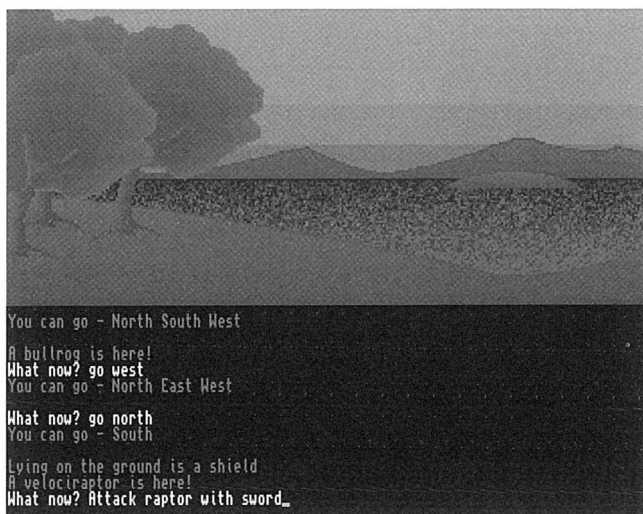 You can go - North South West
A bullrog is here!
What now? go west
You can go - North East West
What now? go north
You can go - South
Lying on the ground is a shield
A velociraptor is here!
What now? Attack raptor with sword_